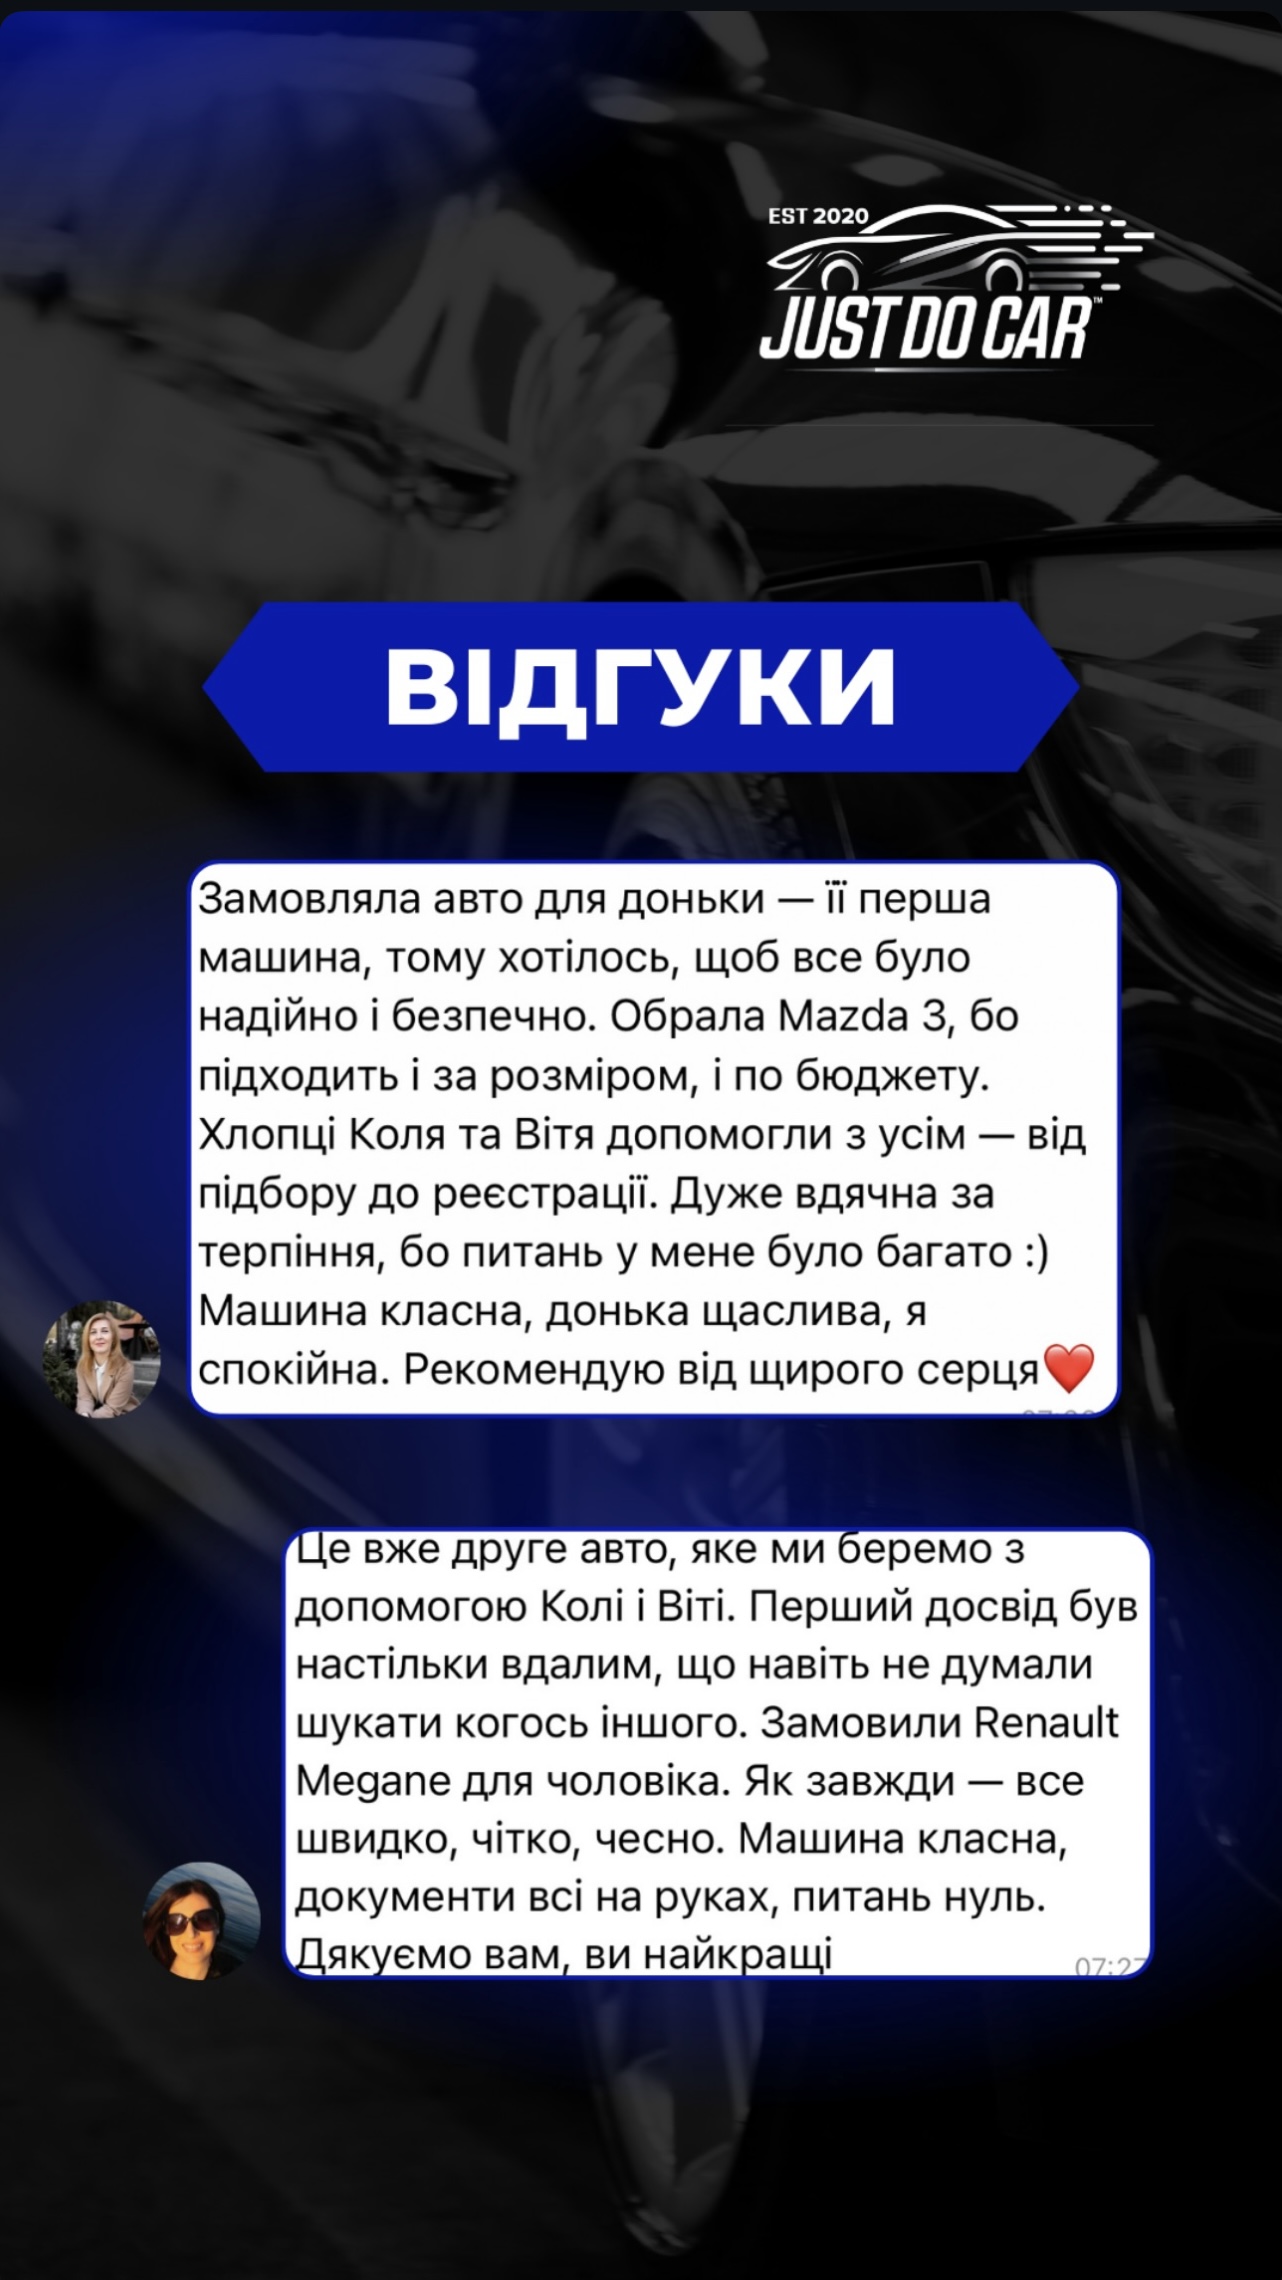 EST 2020
JUST DO CAR™
ВІДГУКИ
Замовляла авто для доньки — її перша
машина, тому хотілось, щоб все було
надійно і безпечно. Обрала Mazda 3, бо
підходить і за розміром, і по бюджету.
Хлопці Коля та Вітя допомогли з усім — від
підбору до реєстрації. Дуже вдячна за
терпіння, бо питань у мене було багато :)
Машина класна, донька щаслива, я
спокійна. Рекомендую від щирого серця❤️
Це вже друге авто, яке ми беремо з
допомогою Колі і Віті. Перший досвід був
настільки вдалим, що навіть не думали
шукати когось іншого. Замовили Renault
Megane для чоловіка. Як завжди — все
швидко, чітко, чесно. Машина класна,
документи всі на руках, питань нуль.
Дякуємо вам, ви найкращі
07:27